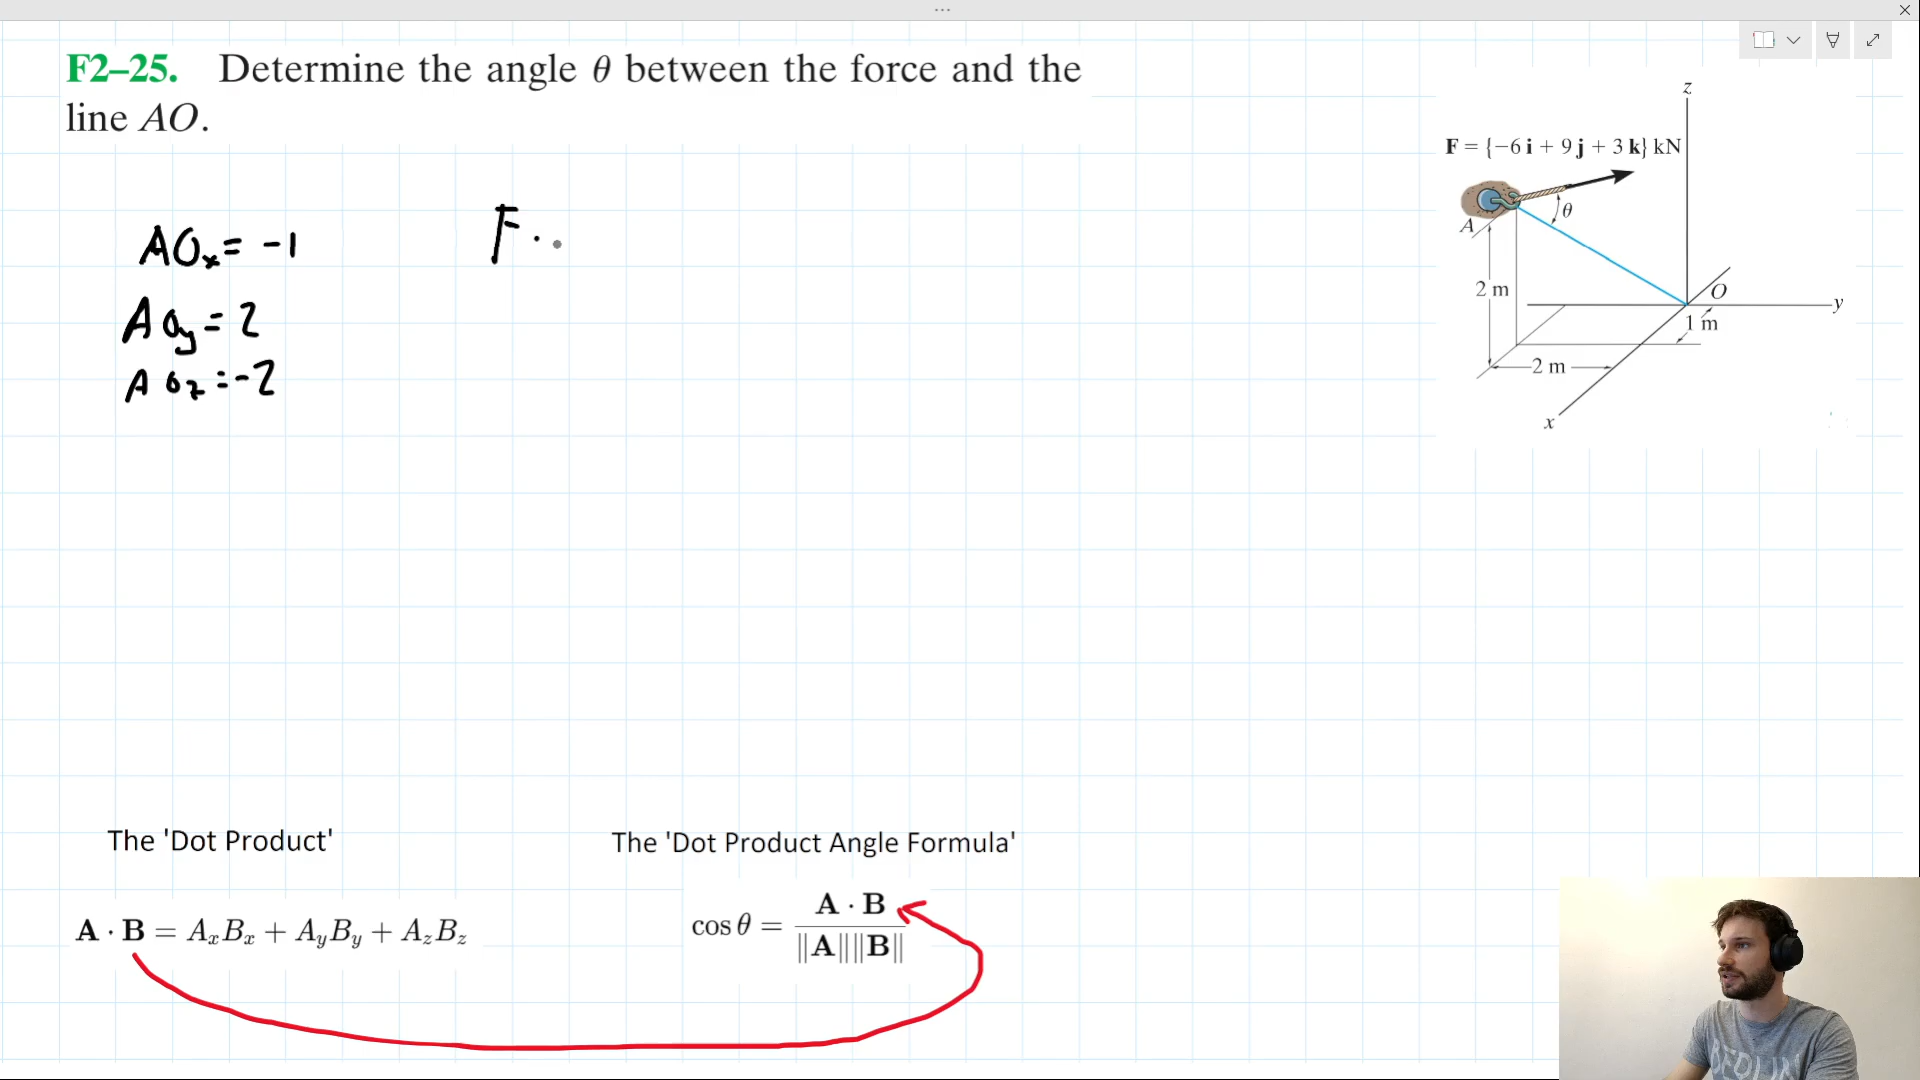 F2–25. Determine the angle θ between the force and the
line AO.
z
F = {−6 i + 9 j + 3 k} kN
θ
A
AOx = -1
F ·
AOy = 2
AOz = -2
2 m
O
y
1 m
2 m
x
The 'Dot Product'
The 'Dot Product Angle Formula'
A · B = AxBx + AyBy + AzBz
cos θ = A · B
‖A‖‖B‖